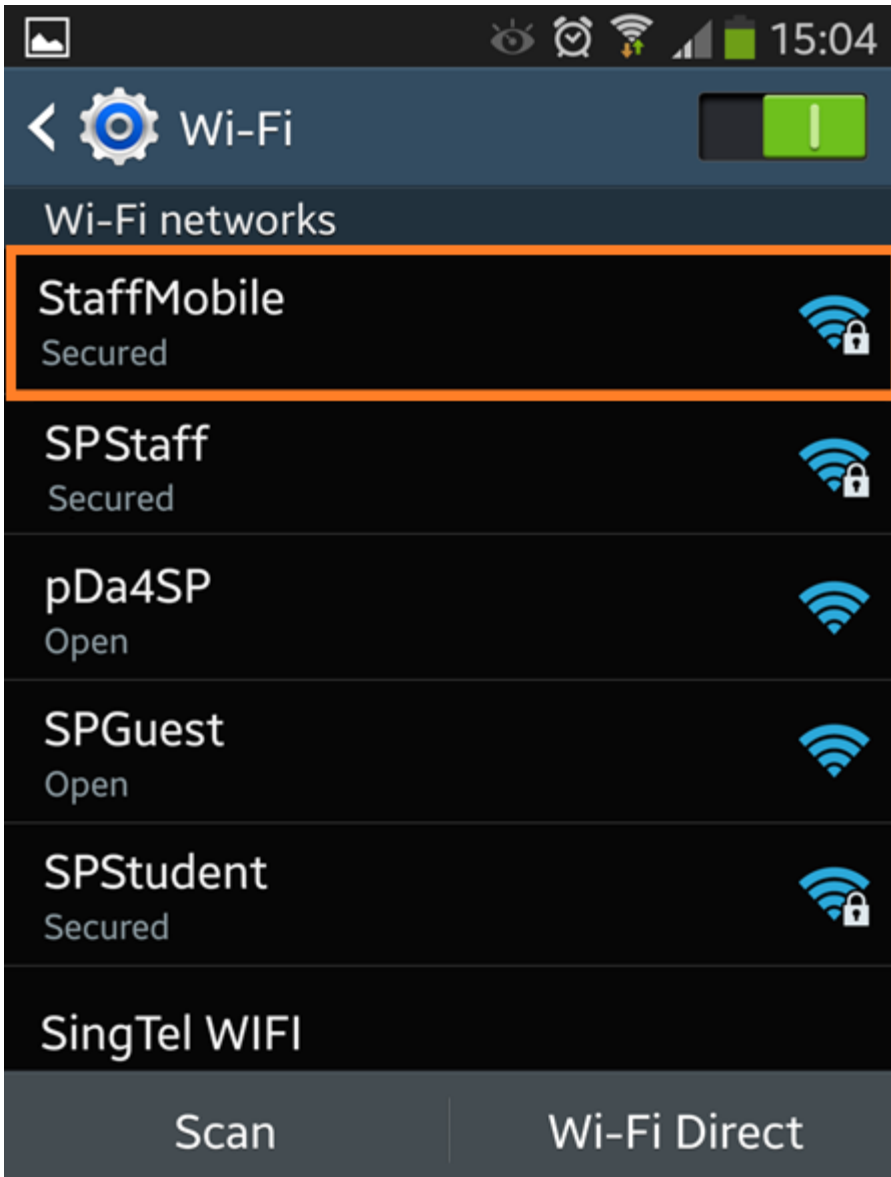 15:04
Wi-Fi
Wi-Fi networks
StaffMobile
Secured
SPStaff
Secured
pDa4SP
Open
SPGuest
Open
SPStudent
Secured
SingTel WIFI
Scan
Wi-Fi Direct